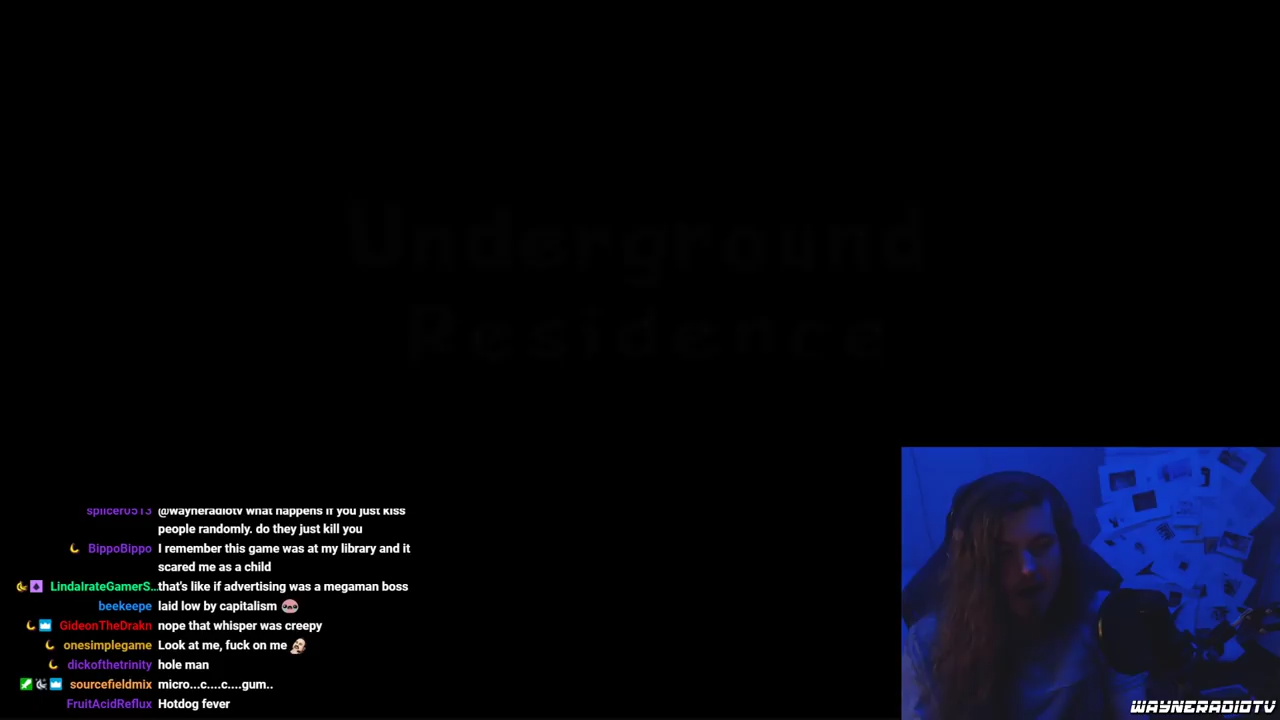 Underground
Residence
splicer0513 @wayneradiotv what happens if you just kiss
people randomly. do they just kill you
BippoBippo I remember this game was at my library and it
scared me as a child
LindaIrateGamerS... that's like if advertising was a megaman boss
beekeepe laid low by capitalism
GideonTheDrakn nope that whisper was creepy
onesimplegame Look at me, fuck on me
dickofthetrinity hole man
sourcefieldmix micro...c....c....gum..
FruitAcidReflux Hotdog fever
WAYNERADIOTV